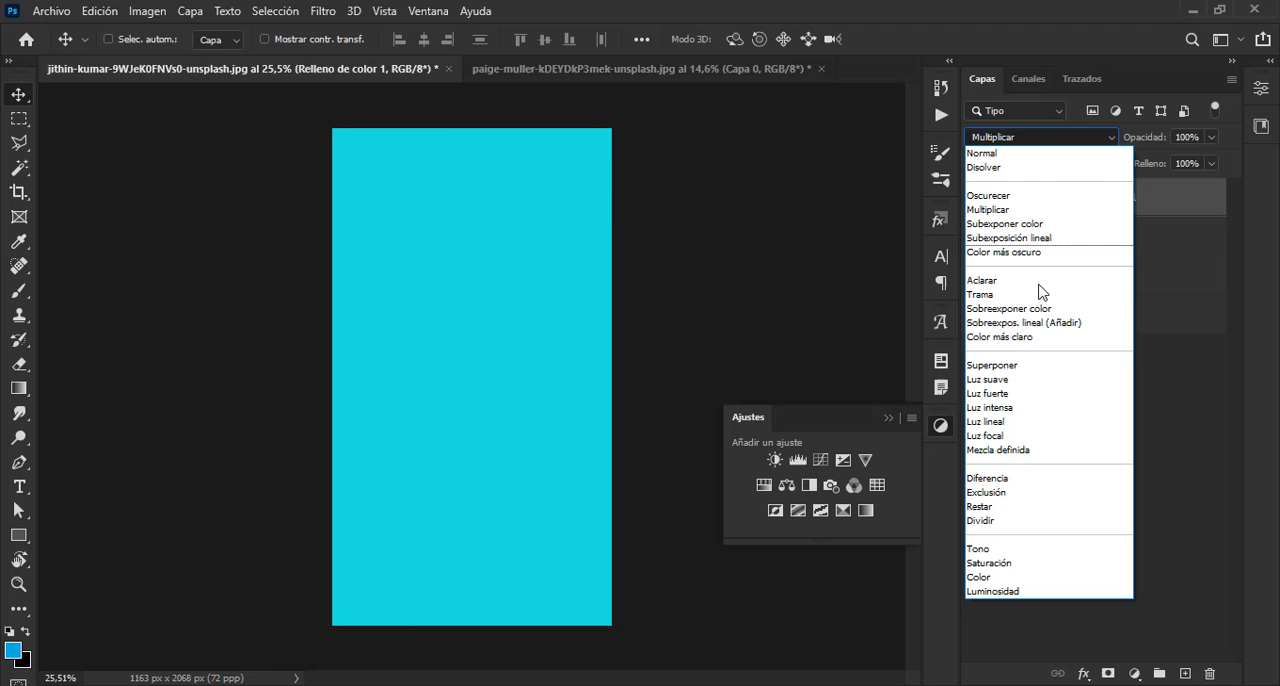 Ps Archivo Edición Imagen Capa Texto Selección Filtro 3D Vista Ventana Ayuda
Selec. autom.: Capa Mostrar contr. transf. Modo 3D:
jithin-kumar-9WJeK0FNVs0-unsplash.jpg al 25,5% (Relleno de color 1, RGB/8*) *
paige-muller-kDEYDkP3mek-unsplash.jpg al 14,6% (Capa 0, RGB/8*) *
Capas Canales Trazados
Tipo
Multiplicar Opacidad: 100%
Normal
Disolver
Relleno: 100%
Oscurecer
Multiplicar
Subexponer color
Subexposición lineal
Color más oscuro
Aclarar
Trama
Sobreexponer color
Sobreexpos. lineal (Añadir)
Color más claro
Superponer
Luz suave
Luz fuerte
Luz intensa
Luz lineal
Luz focal
Mezcla definida
Diferencia
Exclusión
Restar
Dividir
Tono
Saturación
Color
Luminosidad
Ajustes
Añadir un ajuste
25,51% 1163 px x 2068 px (72 ppp)